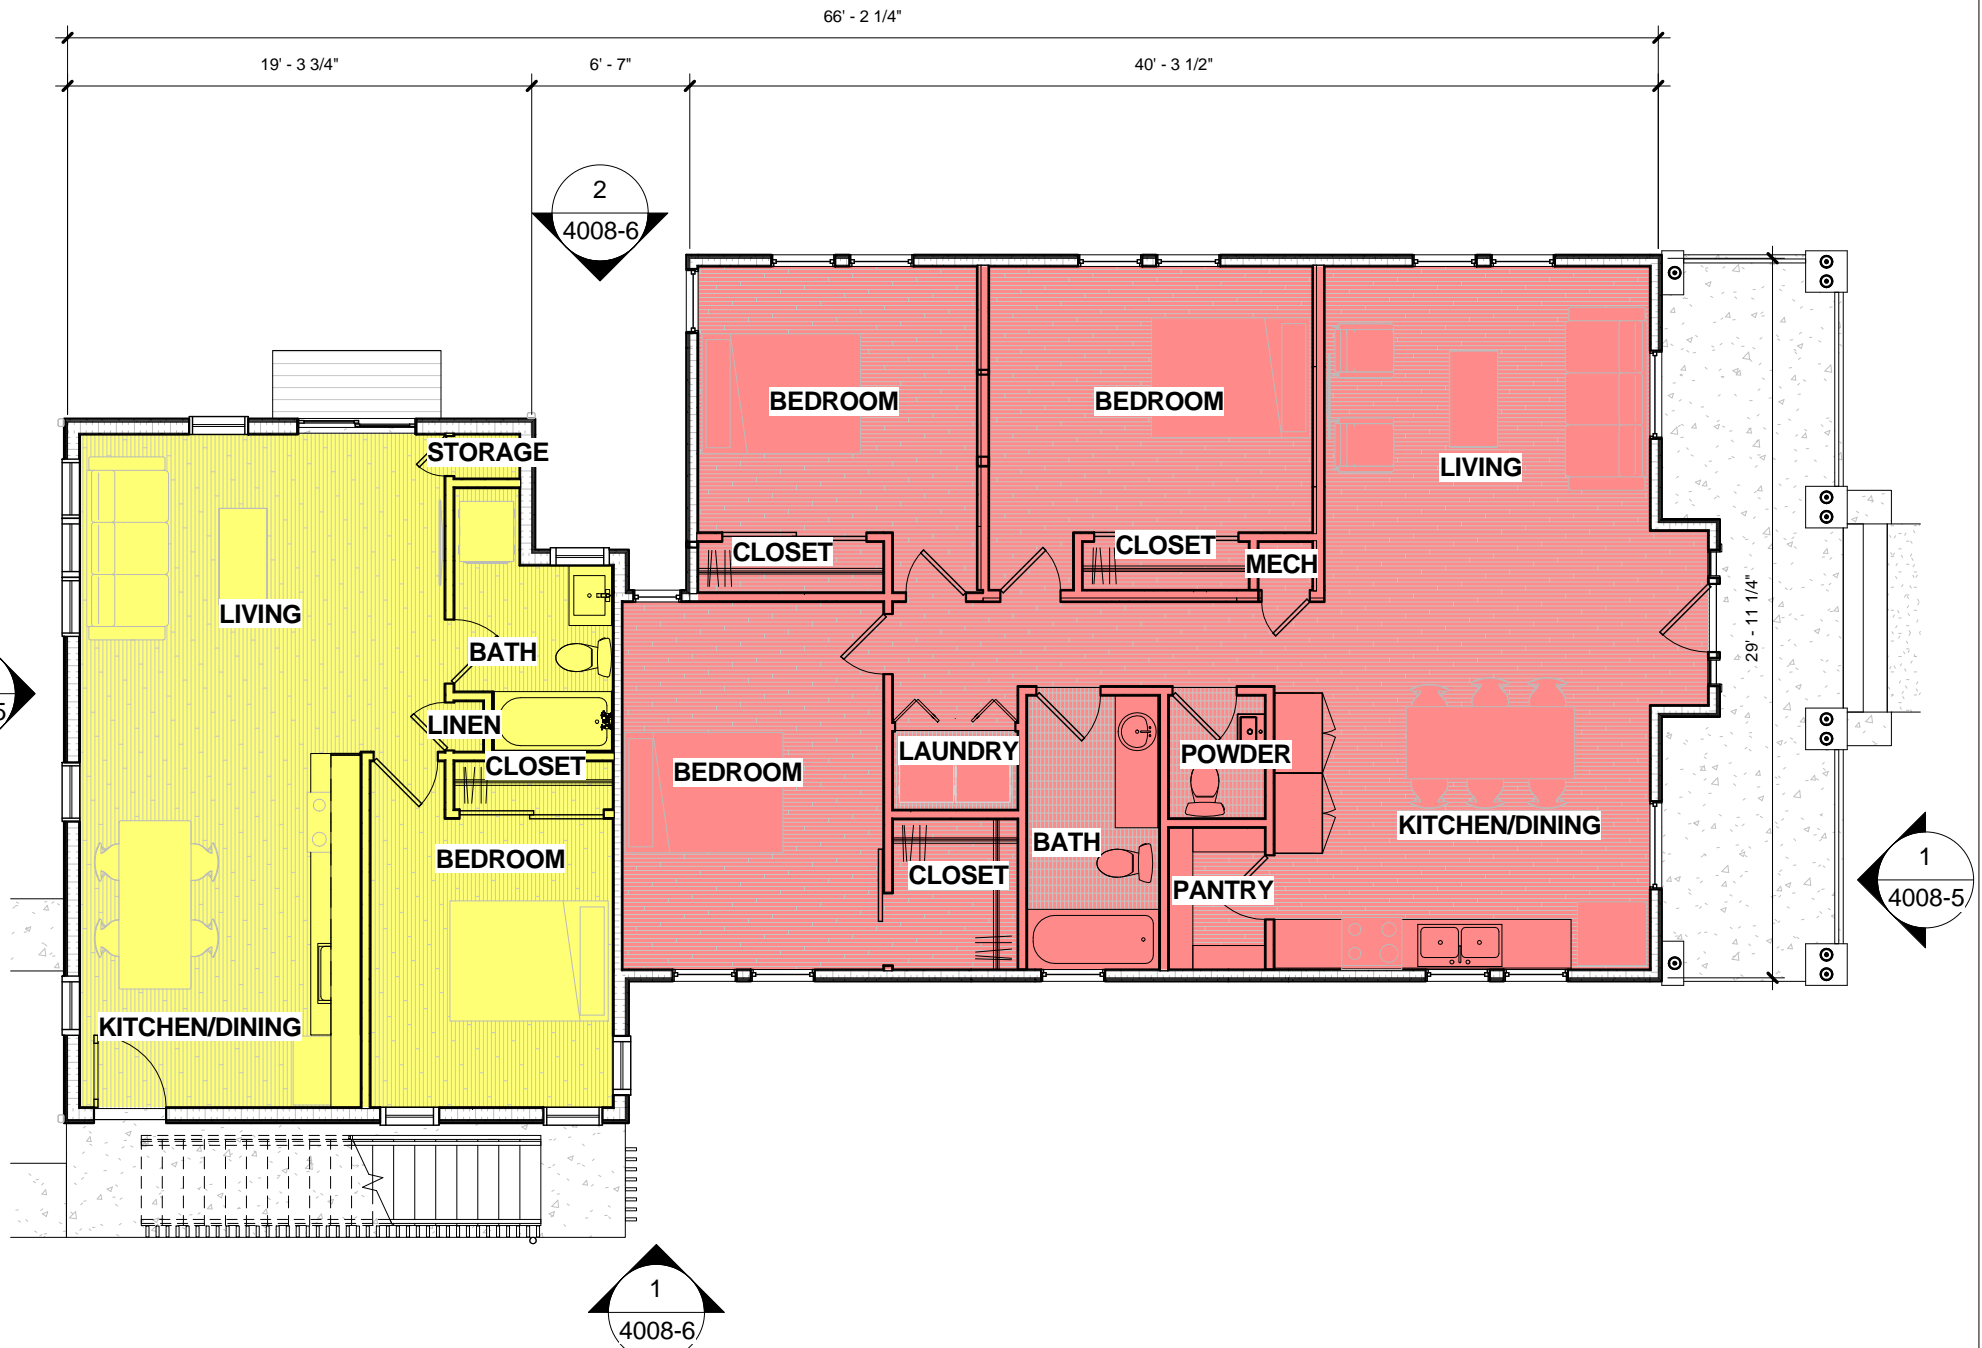 66' - 2 1/4"
19' - 3 3/4"
6' - 7"
40' - 3 1/2"
2
4008-6
BEDROOM
BEDROOM
STORAGE
LIVING
CLOSET
CLOSET
MECH
LIVING
29' - 11 1/4"
BATH
LINEN
CLOSET
LAUNDRY
POWDER
BEDROOM
KITCHEN/DINING
BATH
BEDROOM
CLOSET
PANTRY
1
4008-5
5
KITCHEN/DINING
1
4008-6